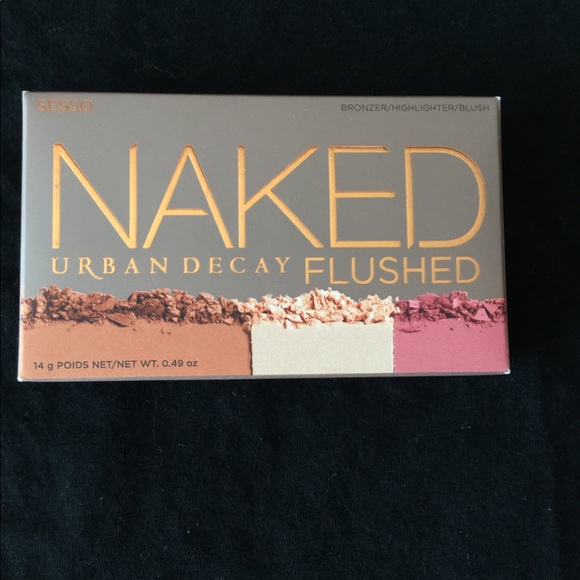 SESSO
BRONZER/HIGHLIGHTER/BLUSH
NAKED
URBAN DECAY FLUSHED
14 g POIDS NET/NET WT. 0.49 oz